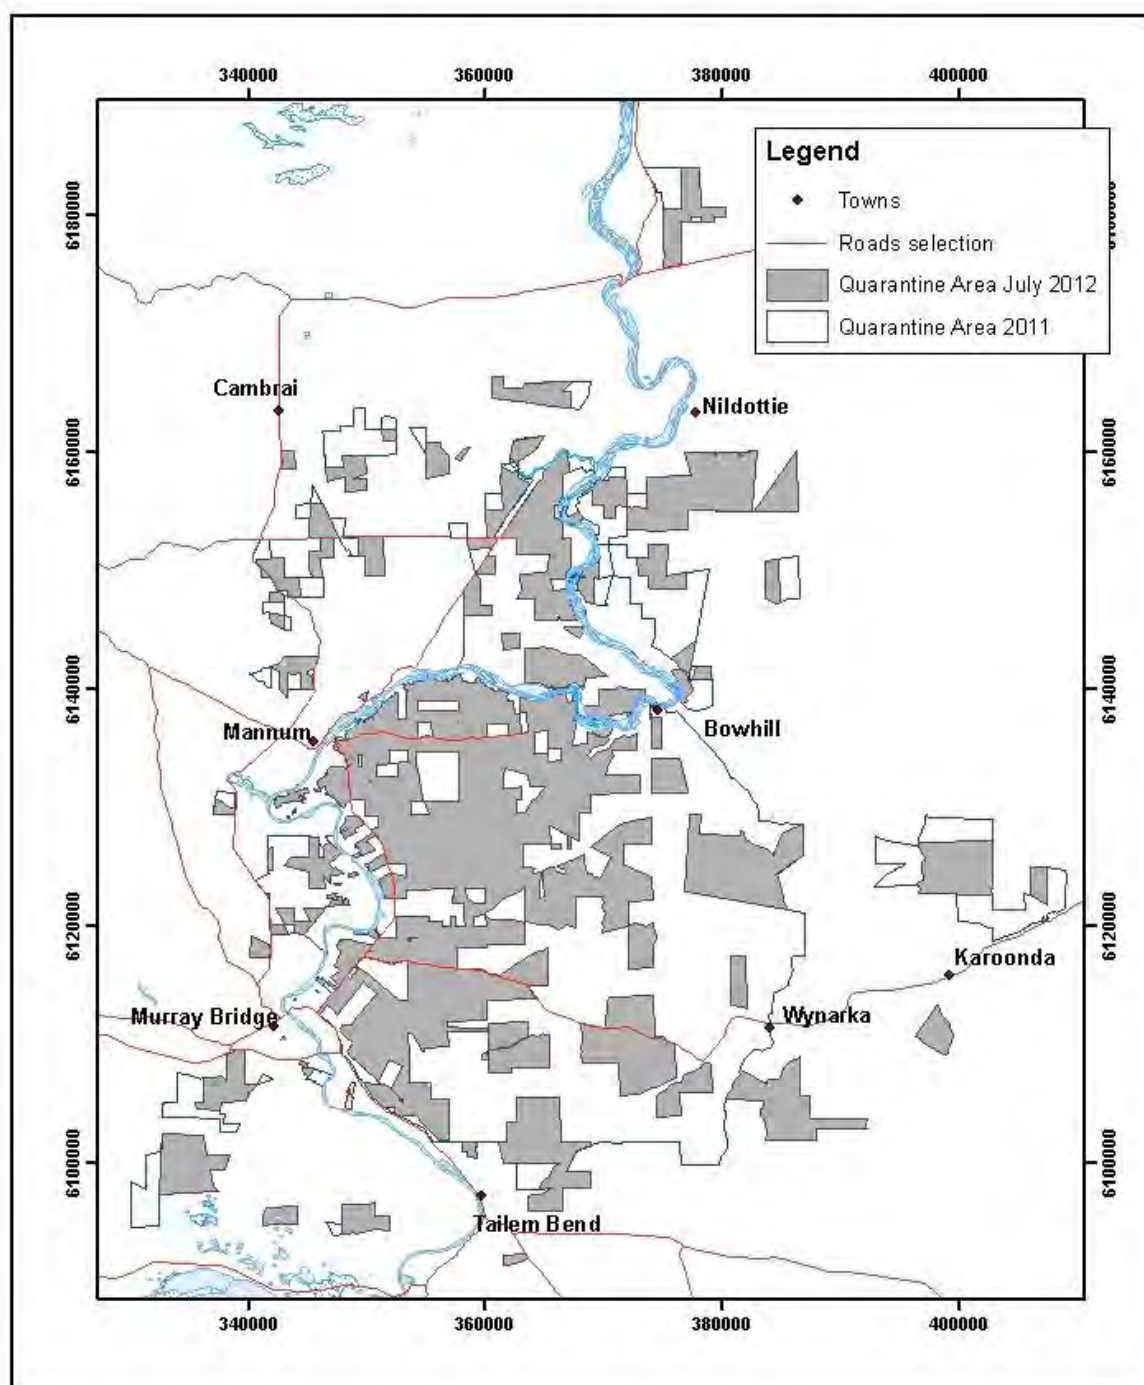 340000 360000 380000 400000
Legend
Towns
Roads selection
Quarantine Area July 2012
Quarantine Area 2011
6180000
Cambrai
Nildottie
6160000 6160000
6140000 6140000
Mannum
Bowhill
6120000 6120000
Karoonda
Murray Bridge
Wynarka
6100000 6100000
Tailem Bend
340000 360000 380000 400000